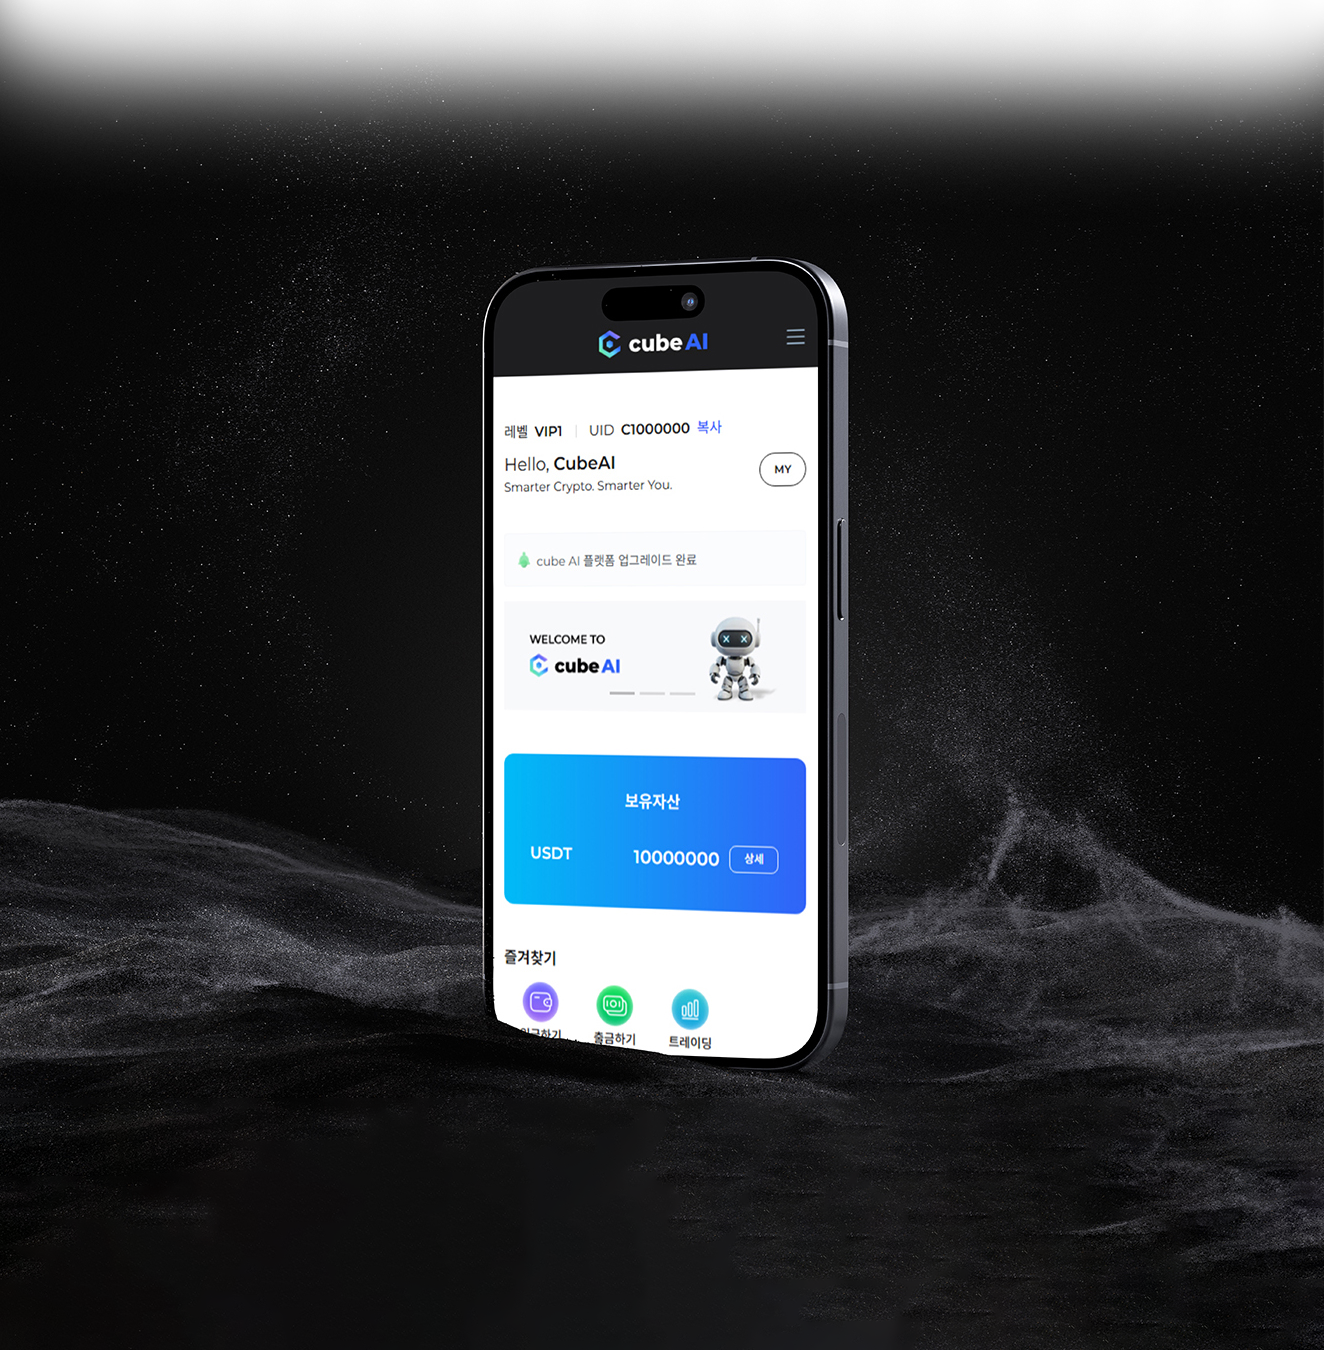 cube AI
레벨 VIP1 UID C1000000 복사
Hello, CubeAI
MY
Smarter Crypto. Smarter You.
cube AI 플랫폼 업그레이드 완료
WELCOME TO
cube AI
보유자산
USDT 10000000 상세
즐겨찾기
출금하기 트레이딩